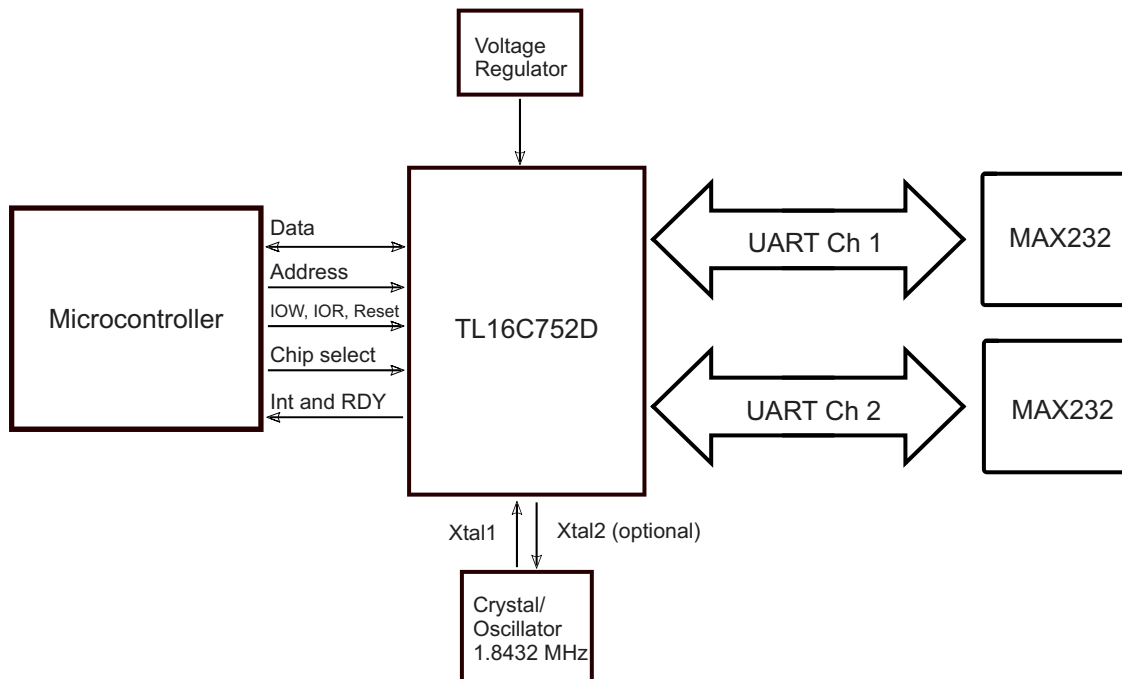 Voltage
Regulator
Data
Address
IOW, IOR, Reset
Chip select
Int and RDY
Microcontroller
TL16C752D
UART Ch 1
MAX232
UART Ch 2
MAX232
Xtal1
Xtal2 (optional)
Crystal/
Oscillator
1.8432 MHz